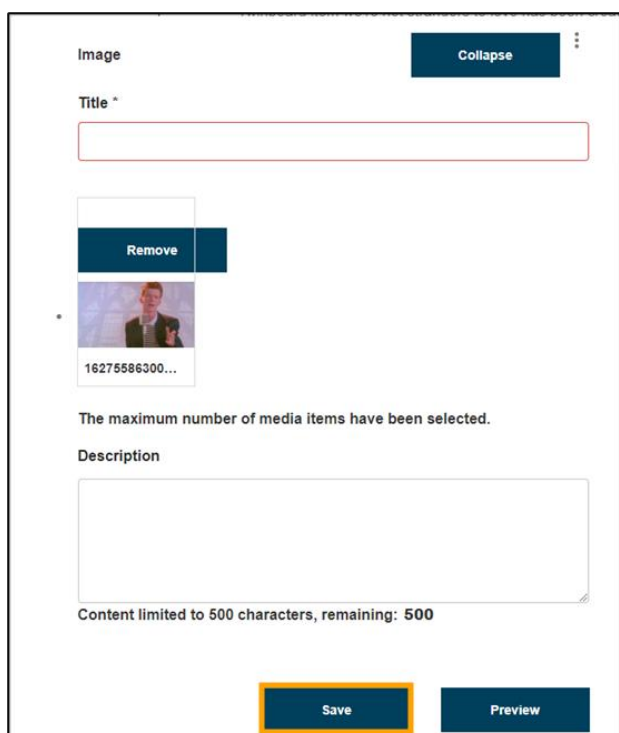 Image
Collapse
Title *
Remove
16275586300...
The maximum number of media items have been selected.
Description
Content limited to 500 characters, remaining: 500
Save
Preview